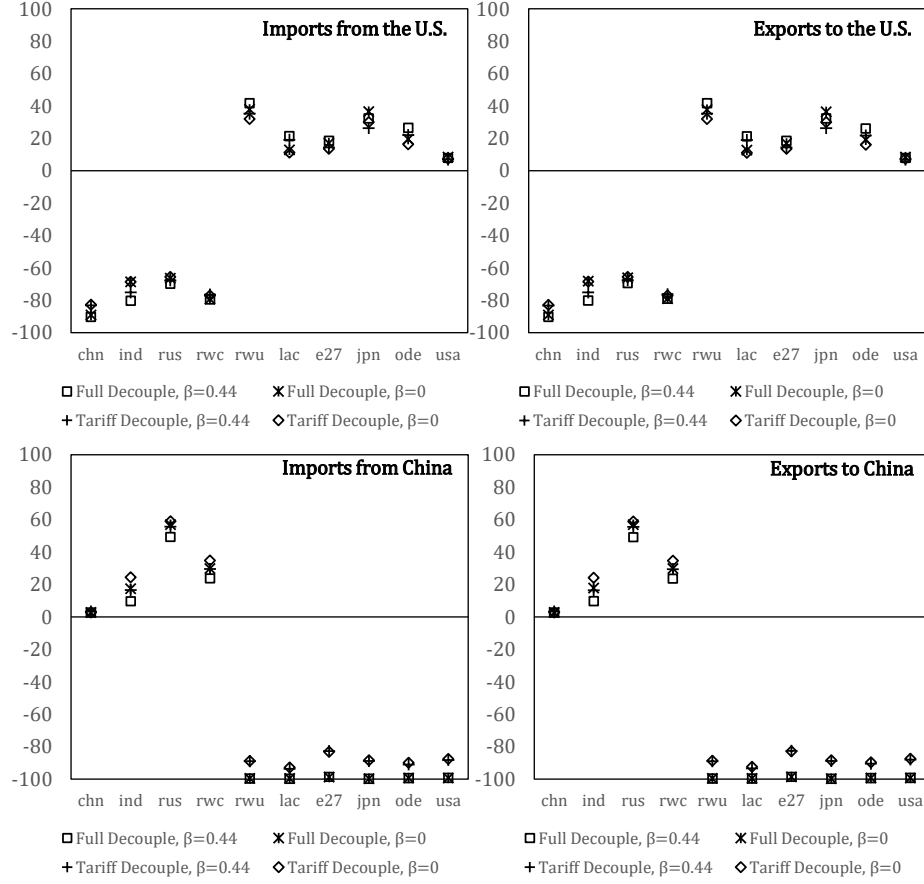 Imports from the U.S.
100
80
60
40
20
0
-20
-40
-60
-80
-100
chn ind rus rwc rwu lac e27 jpn ode usa
Full Decouple, β=0.44 Full Decouple, β=0
Tariff Decouple, β=0.44 Tariff Decouple, β=0
Exports to the U.S.
100
80
60
40
20
0
-20
-40
-60
-80
-100
chn ind rus rwc rwu lac e27 jpn ode usa
Full Decouple, β=0.44 Full Decouple, β=0
Tariff Decouple, β=0.44 Tariff Decouple, β=0
Imports from China
100
80
60
40
20
0
-20
-40
-60
-80
-100
chn ind rus rwc rwu lac e27 jpn ode usa
Full Decouple, β=0.44 Full Decouple, β=0
Tariff Decouple, β=0.44 Tariff Decouple, β=0
Exports to China
100
80
60
40
20
0
-20
-40
-60
-80
-100
chn ind rus rwc rwu lac e27 jpn ode usa
Full Decouple, β=0.44 Full Decouple, β=0
Tariff Decouple, β=0.44 Tariff Decouple, β=0